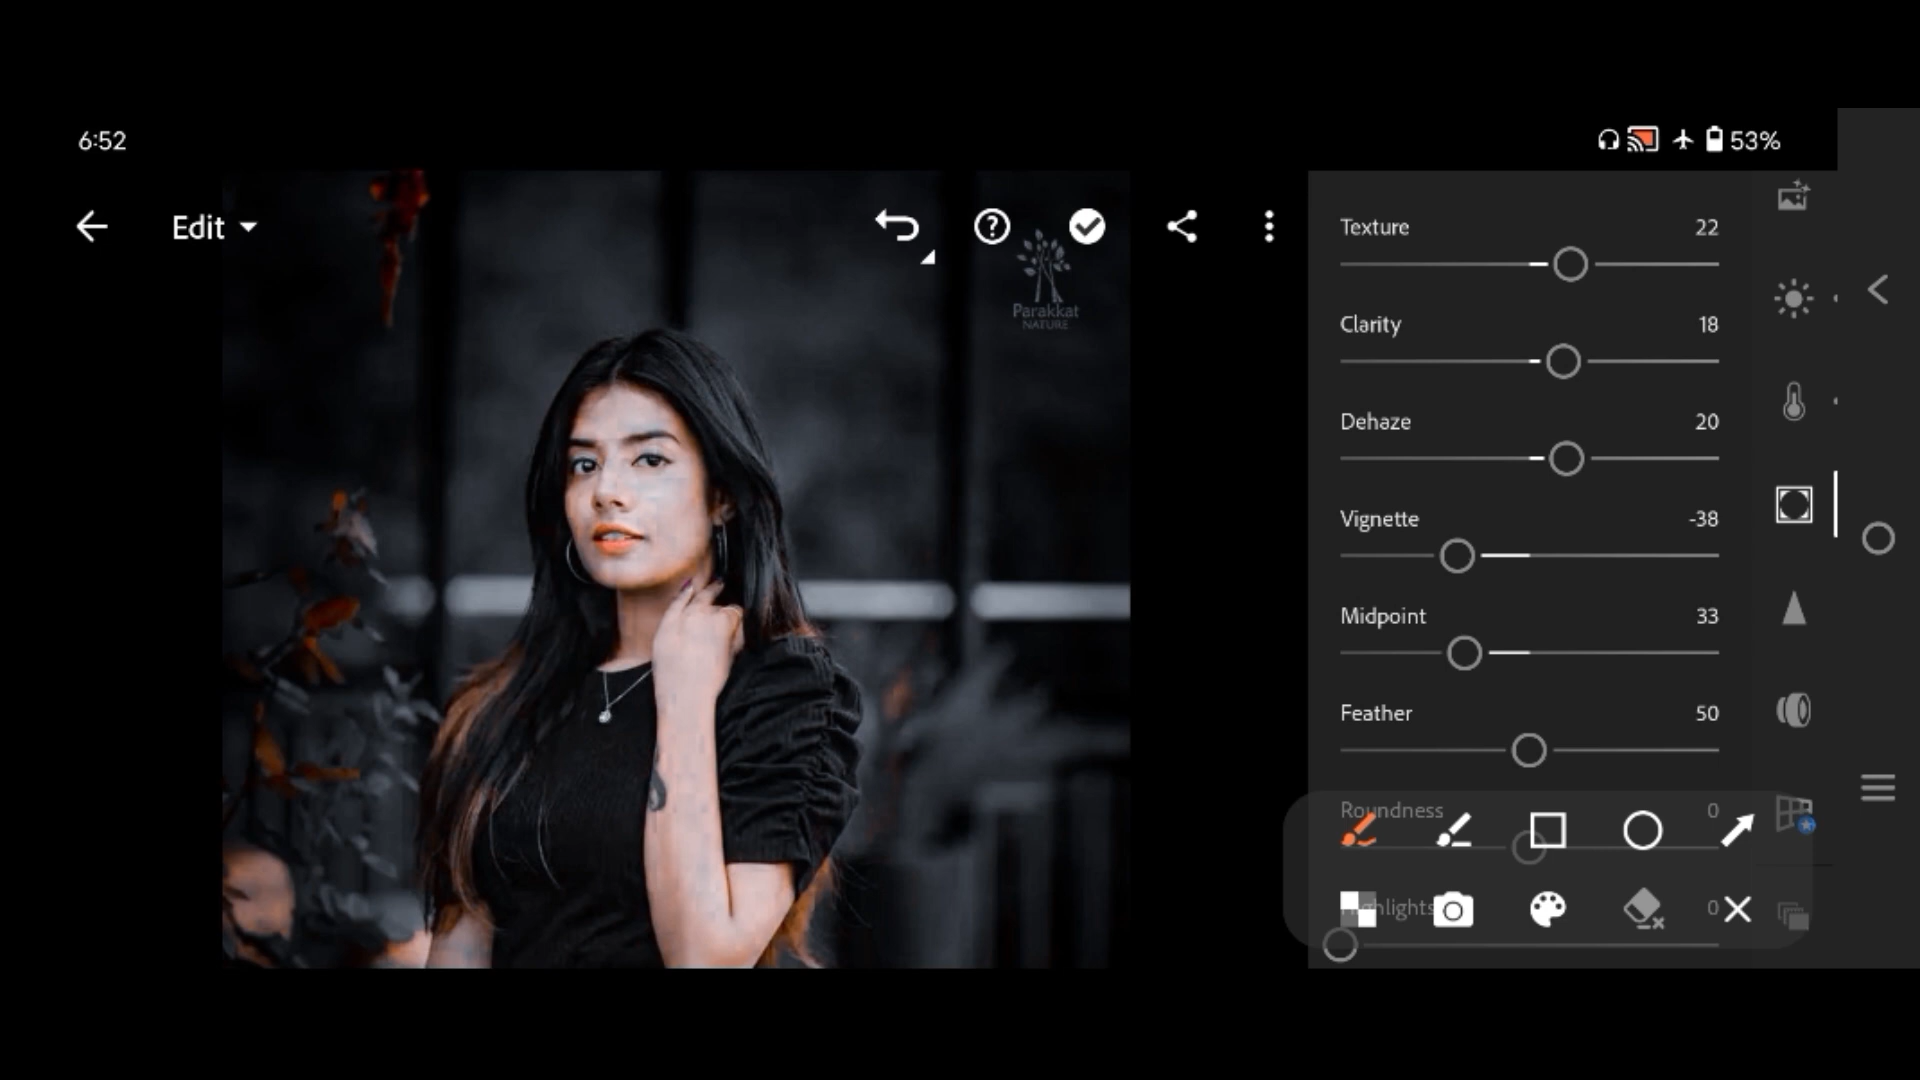 6:52
53%
Edit
Parakkat
NATURE
Texture 22
Clarity 18
Dehaze 20
Vignette -38
Midpoint 33
Feather 50
Roundness 0
Highlights 0